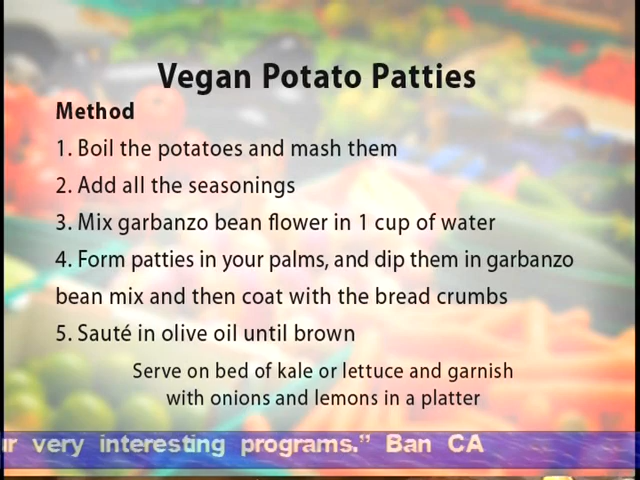 Vegan Potato Patties
Method
1. Boil the potatoes and mash them
2. Add all the seasonings
3. Mix garbanzo bean flower in 1 cup of water
4. Form patties in your palms, and dip them in garbanzo
bean mix and then coat with the bread crumbs
5. Sauté in olive oil until brown
Serve on bed of kale or lettuce and garnish
with onions and lemons in a platter
very interesting programs.” Ban CA